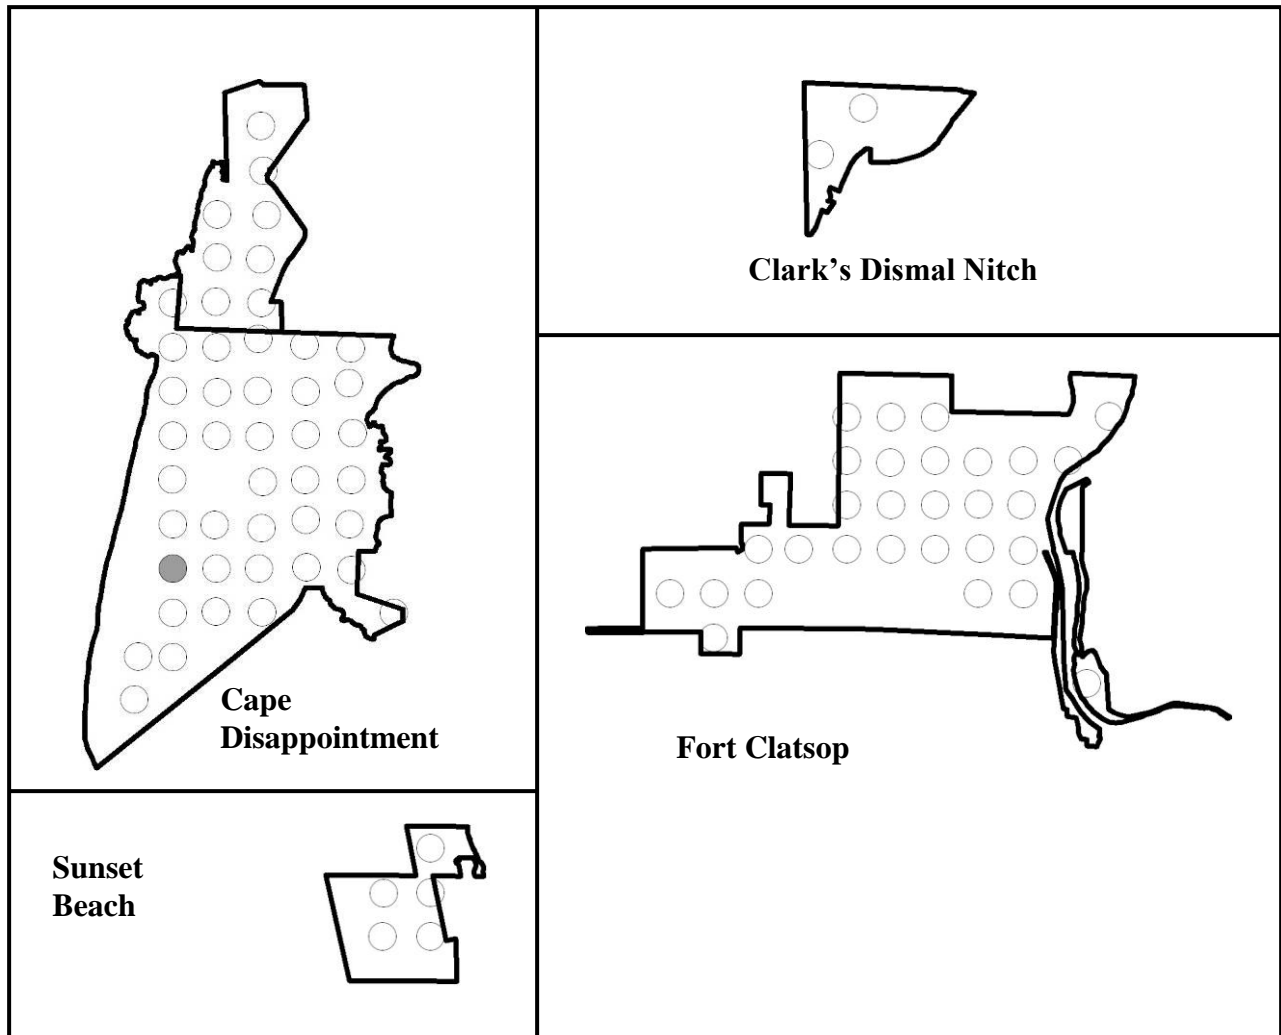 Clark’s Dismal Nitch
Cape
Disappointment
Fort Clatsop
Sunset
Beach